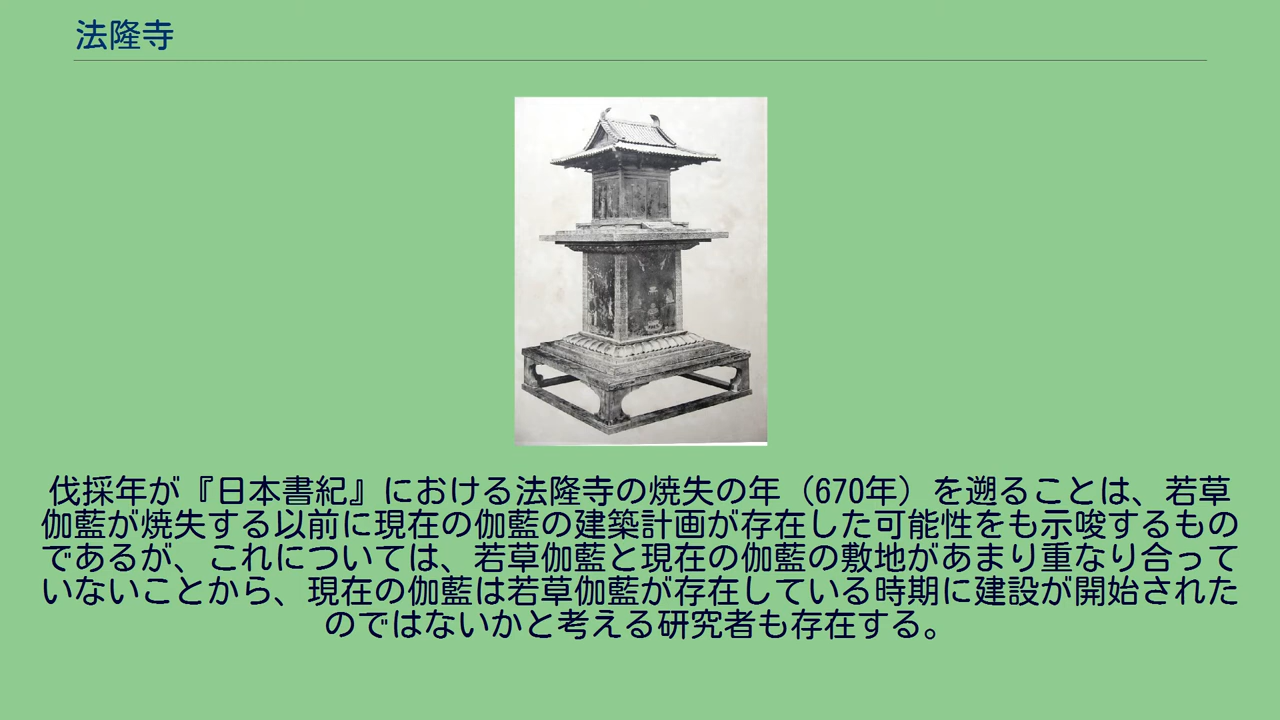 法隆寺
伐採年が『日本書紀』における法隆寺の焼失の年（670年）を遡ることは、若草
伽藍が焼失する以前に現在の伽藍の建築計画が存在した可能性をも示唆するもの
であるが、これについては、若草伽藍と現在の伽藍の敷地があまり重なり合って
いないことから、現在の伽藍は若草伽藍が存在している時期に建設が開始された
のではないかと考える研究者も存在する。